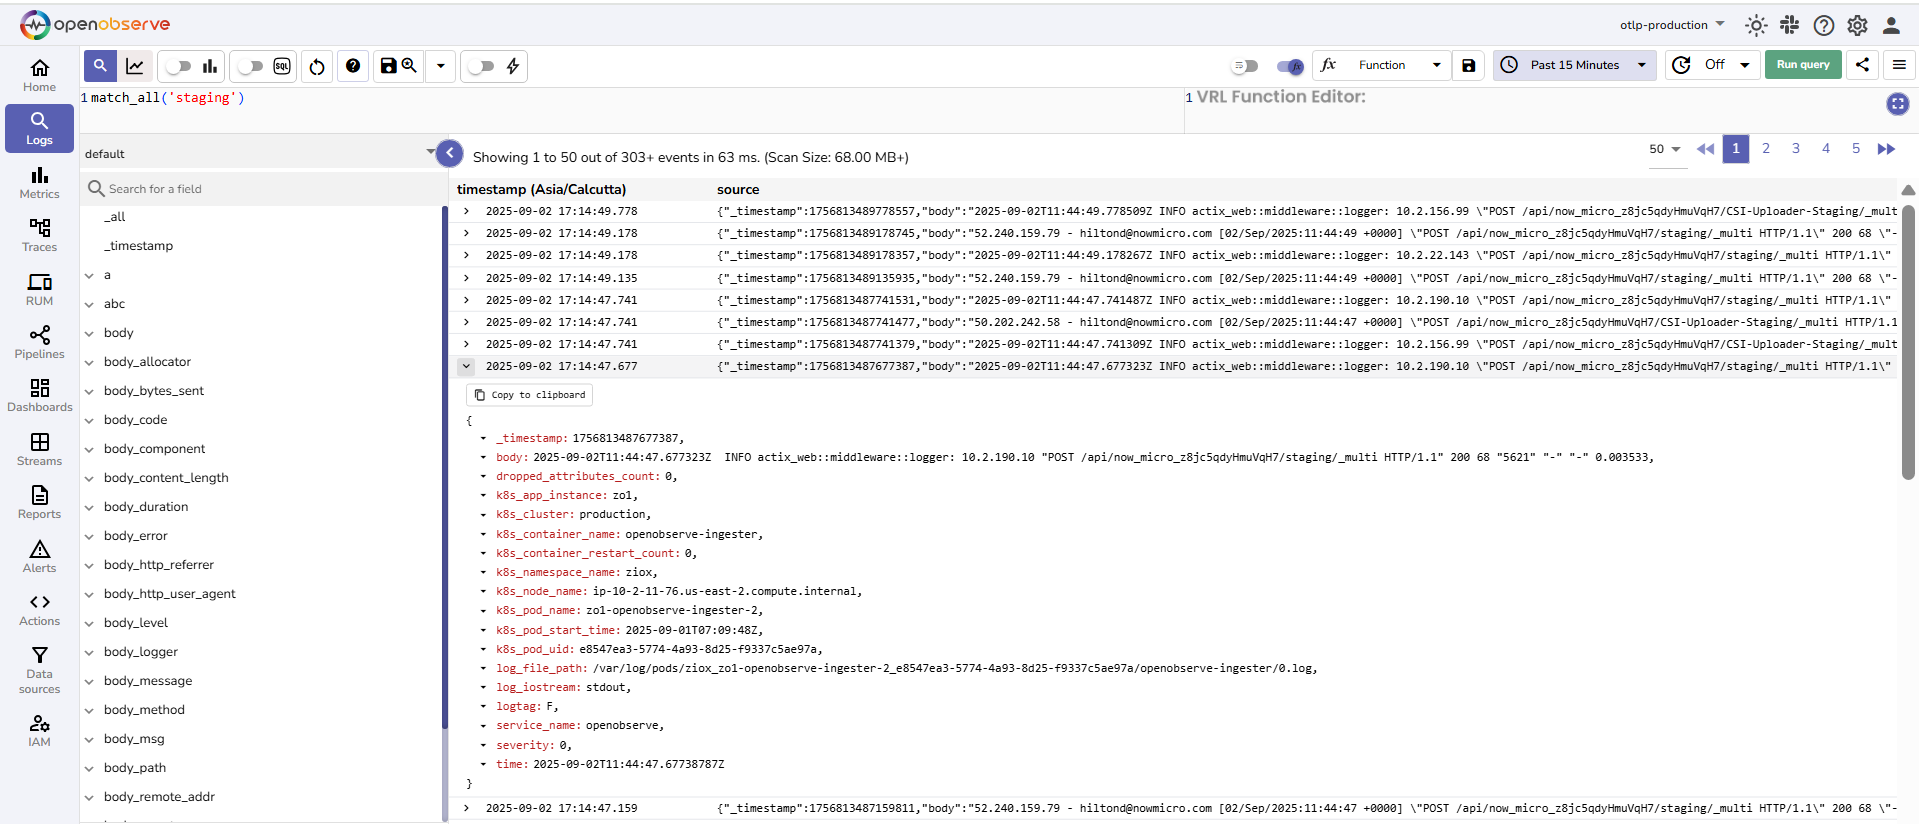 openobserve
otlp-production
Home
Logs
Metrics
Traces
RUM
Pipelines
Dashboards
Streams
Reports
Alerts
Actions
Data
sources
IAM
SQL
fx Function
Past 15 Minutes
Off
Run query
1 match_all('staging')
1 VRL Function Editor:
default
Search for a field
_all
_timestamp
a
abc
body
body_allocator
body_bytes_sent
body_code
body_component
body_content_length
body_duration
body_error
body_http_referrer
body_http_user_agent
body_level
body_logger
body_message
body_method
body_msg
body_path
body_remote_addr
Showing 1 to 50 out of 303+ events in 63 ms. (Scan Size: 68.00 MB+)
50 1 2 3 4 5
timestamp (Asia/Calcutta) source
2025-09-02 17:14:49.778 {"_timestamp":1756813489778557,"body":"2025-09-02T11:44:49.778509Z INFO actix_web::middleware::logger: 10.2.156.99 \"POST /api/now_micro_z8jc5qdyHmuVqH7/CSI-Uploader-Staging/_mult
2025-09-02 17:14:49.178 {"_timestamp":1756813489178745,"body":"52.240.159.79 - hiltond@nowmicro.com [02/Sep/2025:11:44:49 +0000] \"POST /api/now_micro_z8jc5qdyHmuVqH7/staging/_multi HTTP/1.1\" 200 68 \"-
2025-09-02 17:14:49.178 {"_timestamp":1756813489178357,"body":"2025-09-02T11:44:49.178267Z INFO actix_web::middleware::logger: 10.2.22.143 \"POST /api/now_micro_z8jc5qdyHmuVqH7/staging/_multi HTTP/1.1\"
2025-09-02 17:14:49.135 {"_timestamp":1756813489135935,"body":"52.240.159.79 - hiltond@nowmicro.com [02/Sep/2025:11:44:49 +0000] \"POST /api/now_micro_z8jc5qdyHmuVqH7/staging/_multi HTTP/1.1\" 200 68 \"-
2025-09-02 17:14:47.741 {"_timestamp":1756813487741531,"body":"2025-09-02T11:44:47.741487Z INFO actix_web::middleware::logger: 10.2.190.10 \"POST /api/now_micro_z8jc5qdyHmuVqH7/staging/_multi HTTP/1.1\"
2025-09-02 17:14:47.741 {"_timestamp":1756813487741477,"body":"50.202.242.58 - hiltond@nowmicro.com [02/Sep/2025:11:44:47 +0000] \"POST /api/now_micro_z8jc5qdyHmuVqH7/CSI-Uploader-Staging/_multi HTTP/1.1
2025-09-02 17:14:47.741 {"_timestamp":1756813487741379,"body":"2025-09-02T11:44:47.741309Z INFO actix_web::middleware::logger: 10.2.156.99 \"POST /api/now_micro_z8jc5qdyHmuVqH7/CSI-Uploader-Staging/_mult
2025-09-02 17:14:47.677 {"_timestamp":1756813487677387,"body":"2025-09-02T11:44:47.677323Z INFO actix_web::middleware::logger: 10.2.190.10 \"POST /api/now_micro_z8jc5qdyHmuVqH7/staging/_multi HTTP/1.1\"
Copy to clipboard
{
_timestamp: 1756813487677387,
body: 2025-09-02T11:44:47.677323Z  INFO actix_web::middleware::logger: 10.2.190.10 "POST /api/now_micro_z8jc5qdyHmuVqH7/staging/_multi HTTP/1.1" 200 68 "5621" "-" "-" 0.003533,
dropped_attributes_count: 0,
k8s_app_instance: zo1,
k8s_cluster: production,
k8s_container_name: openobserve-ingester,
k8s_container_restart_count: 0,
k8s_namespace_name: ziox,
k8s_node_name: ip-10-2-11-76.us-east-2.compute.internal,
k8s_pod_name: zo1-openobserve-ingester-2,
k8s_pod_start_time: 2025-09-01T07:09:48Z,
k8s_pod_uid: e8547ea3-5774-4a93-8d25-f9337c5ae97a,
log_file_path: /var/log/pods/ziox_zo1-openobserve-ingester-2_e8547ea3-5774-4a93-8d25-f9337c5ae97a/openobserve-ingester/0.log,
log_iostream: stdout,
logtag: F,
service_name: openobserve,
severity: 0,
time: 2025-09-02T11:44:47.67738787Z
}
2025-09-02 17:14:47.159 {"_timestamp":1756813487159811,"body":"52.240.159.79 - hiltond@nowmicro.com [02/Sep/2025:11:44:47 +0000] \"POST /api/now_micro_z8jc5qdyHmuVqH7/staging/_multi HTTP/1.1\" 200 68 \"-